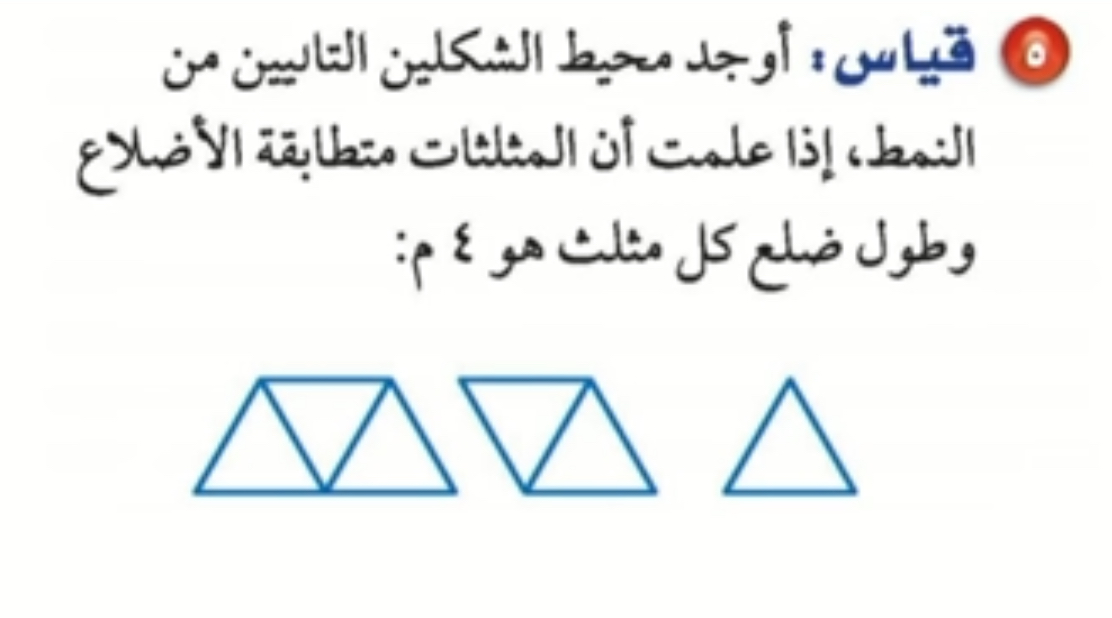 ٥ قياس: أوجد محيط الشكلين التاليين من
النمط، إذا علمت أن المثلثات متطابقة الأضلاع
وطول ضلع كل مثلث هو ٤ م: